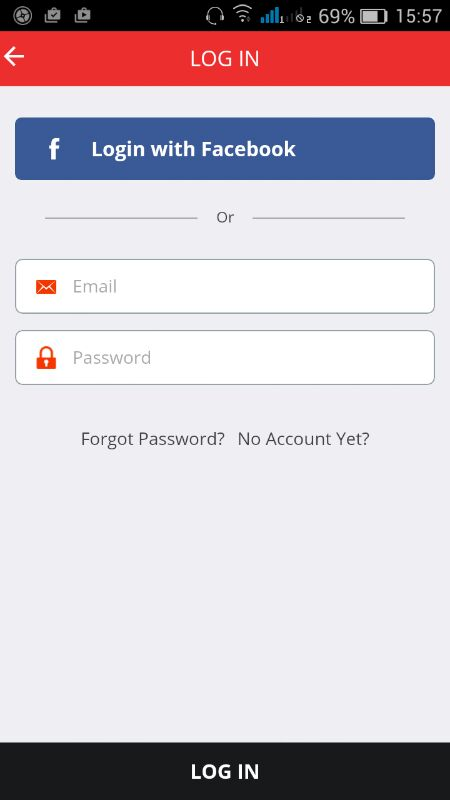 69% 15:57
LOG IN
f Login with Facebook
Or
Email
Password
Forgot Password? No Account Yet?
LOG IN